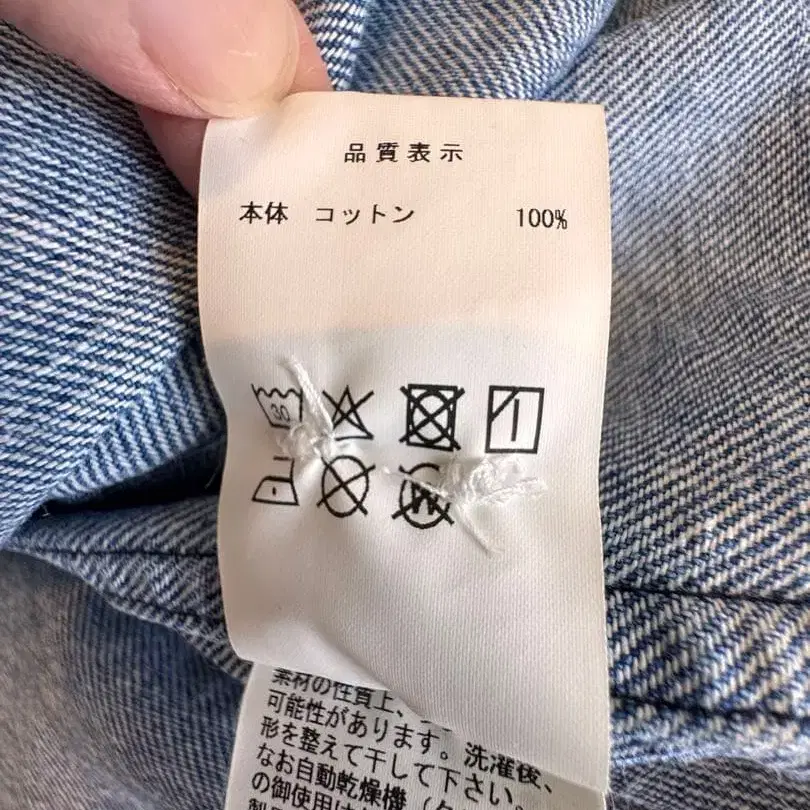 品質表示
本体 コットン 100%
30
W
素材の性質上、
可能性があります。洗濯後、
形を整えて干して下さい。
なお自動乾燥機(タ
の御使用は